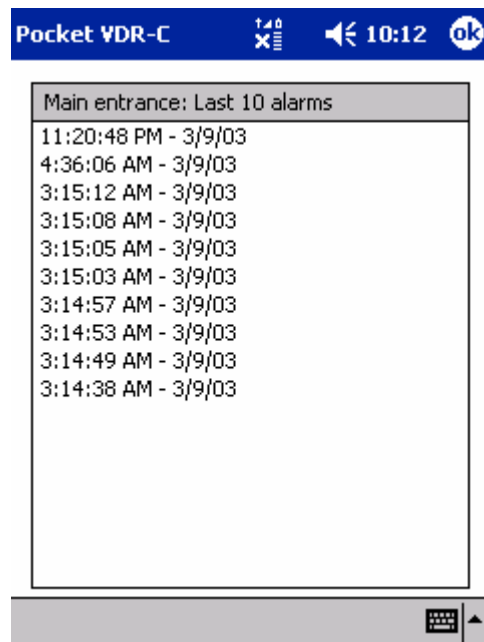 Pocket VDR-C 10:12 ok
Main entrance: Last 10 alarms
11:20:48 PM - 3/9/03
4:36:06 AM - 3/9/03
3:15:12 AM - 3/9/03
3:15:08 AM - 3/9/03
3:15:05 AM - 3/9/03
3:15:03 AM - 3/9/03
3:14:57 AM - 3/9/03
3:14:53 AM - 3/9/03
3:14:49 AM - 3/9/03
3:14:38 AM - 3/9/03